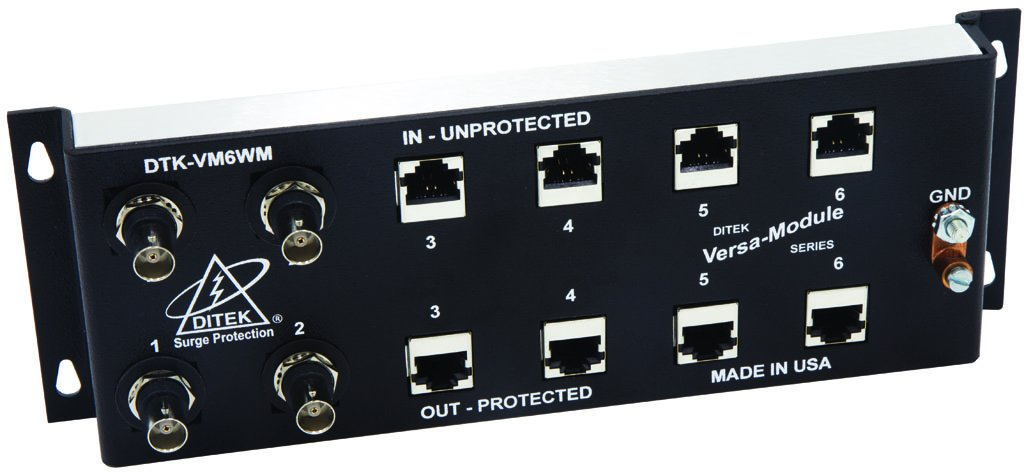 IN - UNPROTECTED
DTK-VM6WM
3
4
5
6
GND
DITEK
Versa-Module
SERIES
DITEK®
Surge Protection
1
2
3
4
5
6
OUT - PROTECTED
MADE IN USA